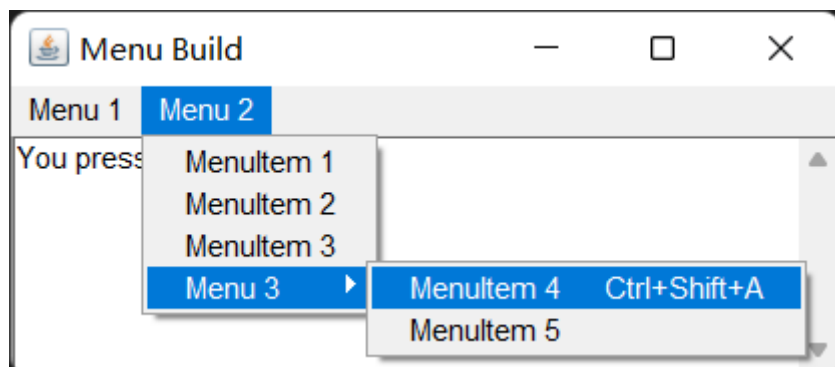 Menu Build
Menu 1 Menu 2
You press
MenuItem 1
MenuItem 2
MenuItem 3
Menu 3
MenuItem 4 Ctrl+Shift+A
MenuItem 5